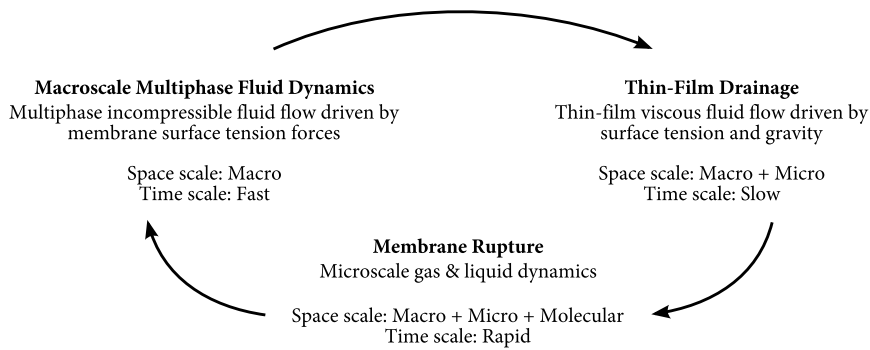 Macroscale Multiphase Fluid Dynamics
Multiphase incompressible fluid flow driven by
membrane surface tension forces
Space scale: Macro
Time scale: Fast
Thin-Film Drainage
Thin-film viscous fluid flow driven by
surface tension and gravity
Space scale: Macro + Micro
Time scale: Slow
Membrane Rupture
Microscale gas & liquid dynamics
Space scale: Macro + Micro + Molecular
Time scale: Rapid